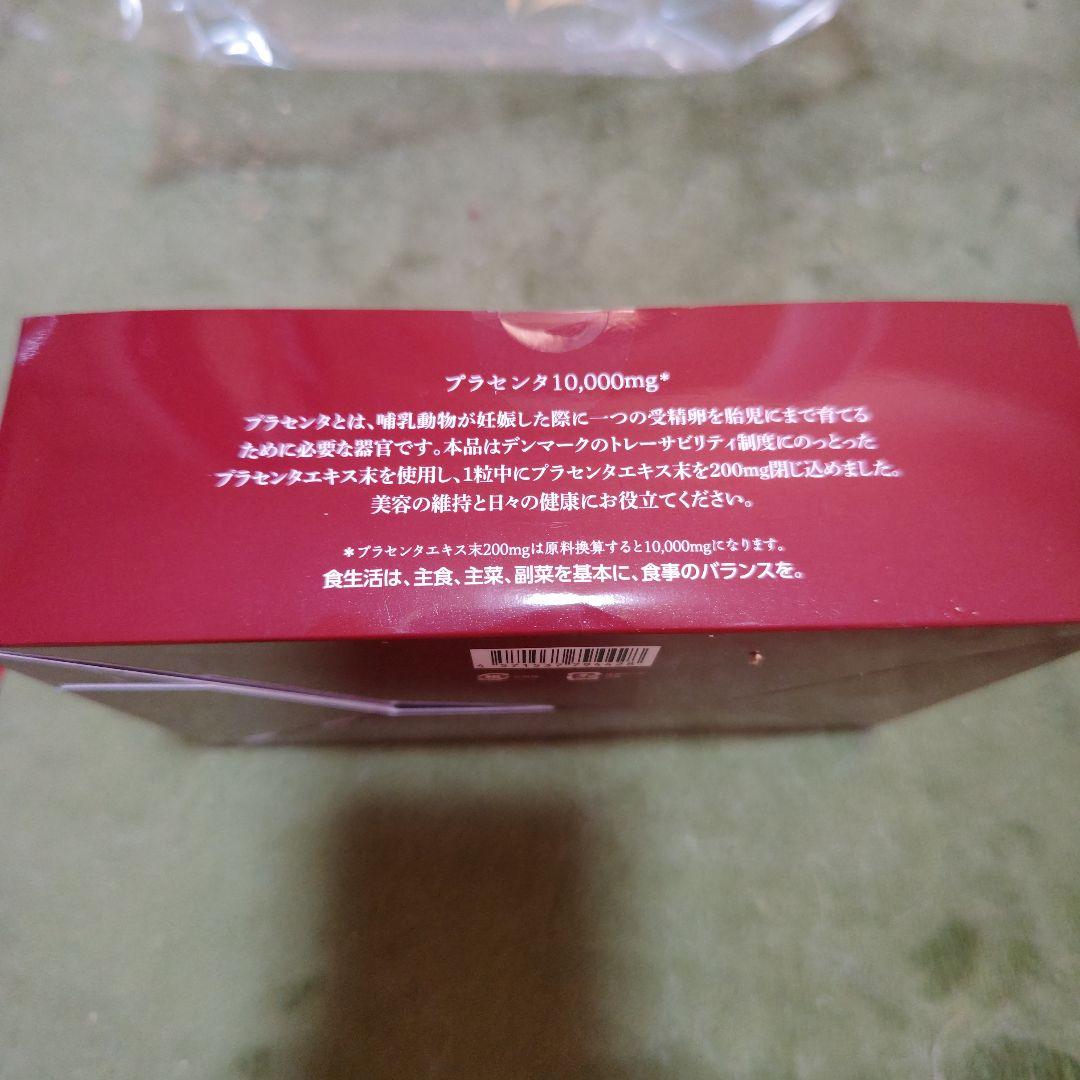 プラセンタ10,000mg*
プラセンタとは、哺乳動物が妊娠した際に一つの受精卵を胎児にまで育てる
ために必要な器官です。本品はデンマークのトレーサビリティ制度にのっとった
プラセンタエキス末を使用し、1粒中にプラセンタエキス末を200mg閉じ込めました。
美容の維持と日々の健康にお役立てください。
*プラセンタエキス末200mgは原料換算すると10,000mgになります。
食生活は、主食、主菜、副菜を基本に、食事のバランスを。